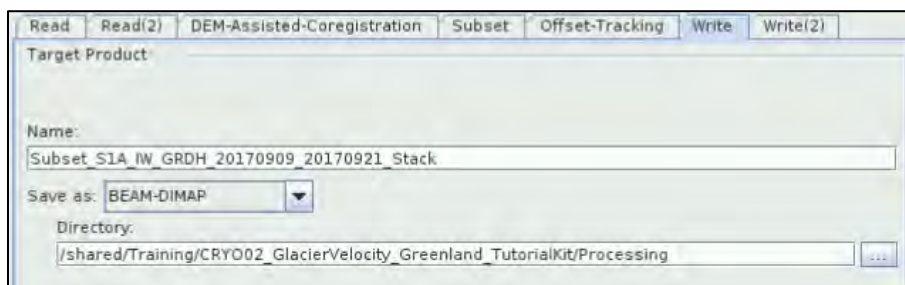 Read Read(2) DEM-Assisted-Coregistration Subset Offset-Tracking Write Write(2)
Target Product
Name:
Subset_S1A_IW_GRDH_20170909_20170921_Stack
Save as: BEAM-DIMAP
Directory:
/shared/Training/CRYO02_GlacierVelocity_Greenland_TutorialKit/Processing ...